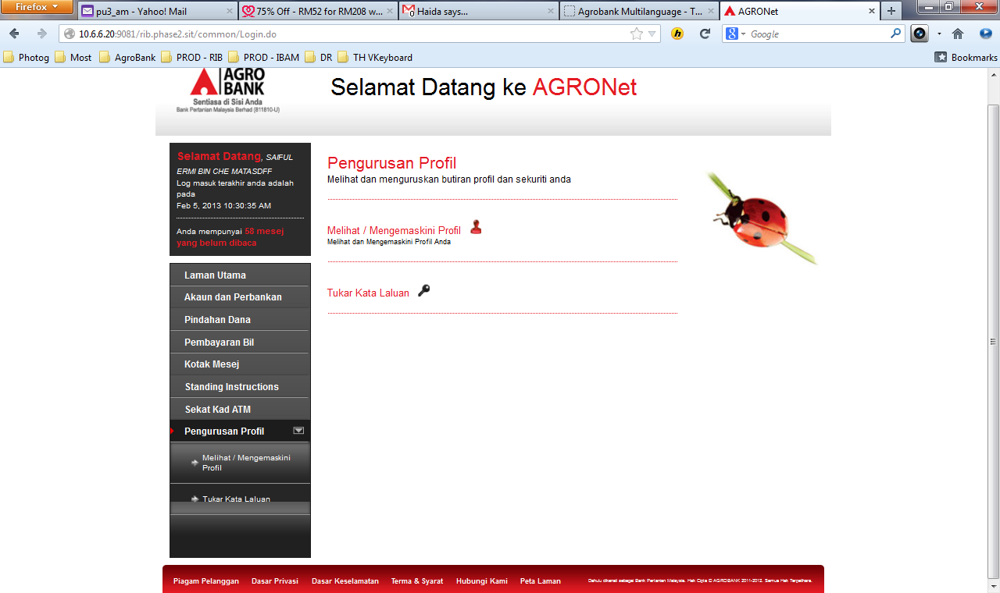 Firefox
pu3_am - Yahoo! Mail
75% Off - RM52 for RM208 w...
Haida says...
Agrobank Multilanguage - T...
AGRONet
10.6.6.20:9081/rib.phase2.sit/common/Login.do
Google
Photog
Most
AgroBank
PROD - RIB
PROD - IBAM
DR
TH VKeyboard
Bookmarks
AGRO
BANK
Sentiasa di Sisi Anda
Bank Pertanian Malaysia Berhad (811810-U)
Selamat Datang ke AGRONet
Selamat Datang, SAIFUL
ERMI BIN CHE MATASDFF
Log masuk terakhir anda adalah
pada
Feb 5, 2013 10:30:35 AM
Anda mempunyai 58 mesej
yang belum dibaca
Laman Utama
Akaun dan Perbankan
Pindahan Dana
Pembayaran Bil
Kotak Mesej
Standing Instructions
Sekat Kad ATM
Pengurusan Profil
Melihat / Mengemaskini
Profil
Tukar Kata Laluan
Pengurusan Profil
Melihat dan menguruskan butiran profil dan sekuriti anda
Melihat / Mengemaskini Profil
Melihat dan Mengemaskini Profil Anda
Tukar Kata Laluan
Piagam Pelanggan
Dasar Privasi
Dasar Keselamatan
Terma & Syarat
Hubungi Kami
Peta Laman
Dahulu dikenali sebagai Bank Pertanian Malaysia. Hak Cipta © AGROBANK 2011-2012. Semua Hak Terpelihara.